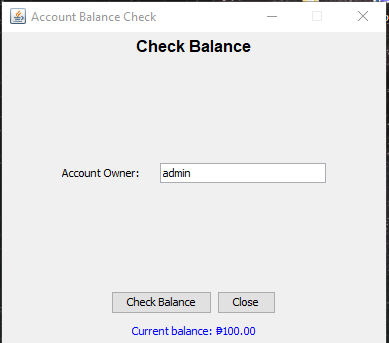 Account Balance Check
Check Balance
Account Owner: admin
Check Balance Close
Current balance: ₱100.00